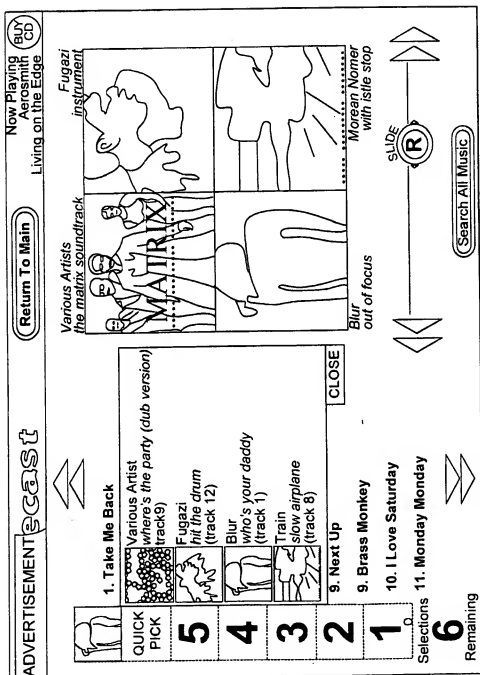 ADVERTISEMENT
ecast
Return To Main
Now Playing
Aerosmith
Living on the Edge
BUY
CD
QUICK
PICK
5
4
3
2
1
Selections
6
Remaining
1. Take Me Back
Various Artist
where's the party (dub version)
track9)
Fugazi
hit the drum
(track 12)
Blur
who's your daddy
(track 1)
Train
slow airplane
(track 8)
CLOSE
9. Next Up
9. Brass Monkey
10. I Love Saturday
11. Monday Monday
Various Artists
the matrix soundtrack
MATRIX
Fugazi
instrument
Blur
out of focus
Morean Nomer
with istle stop
SLIDE
R
Search All Music